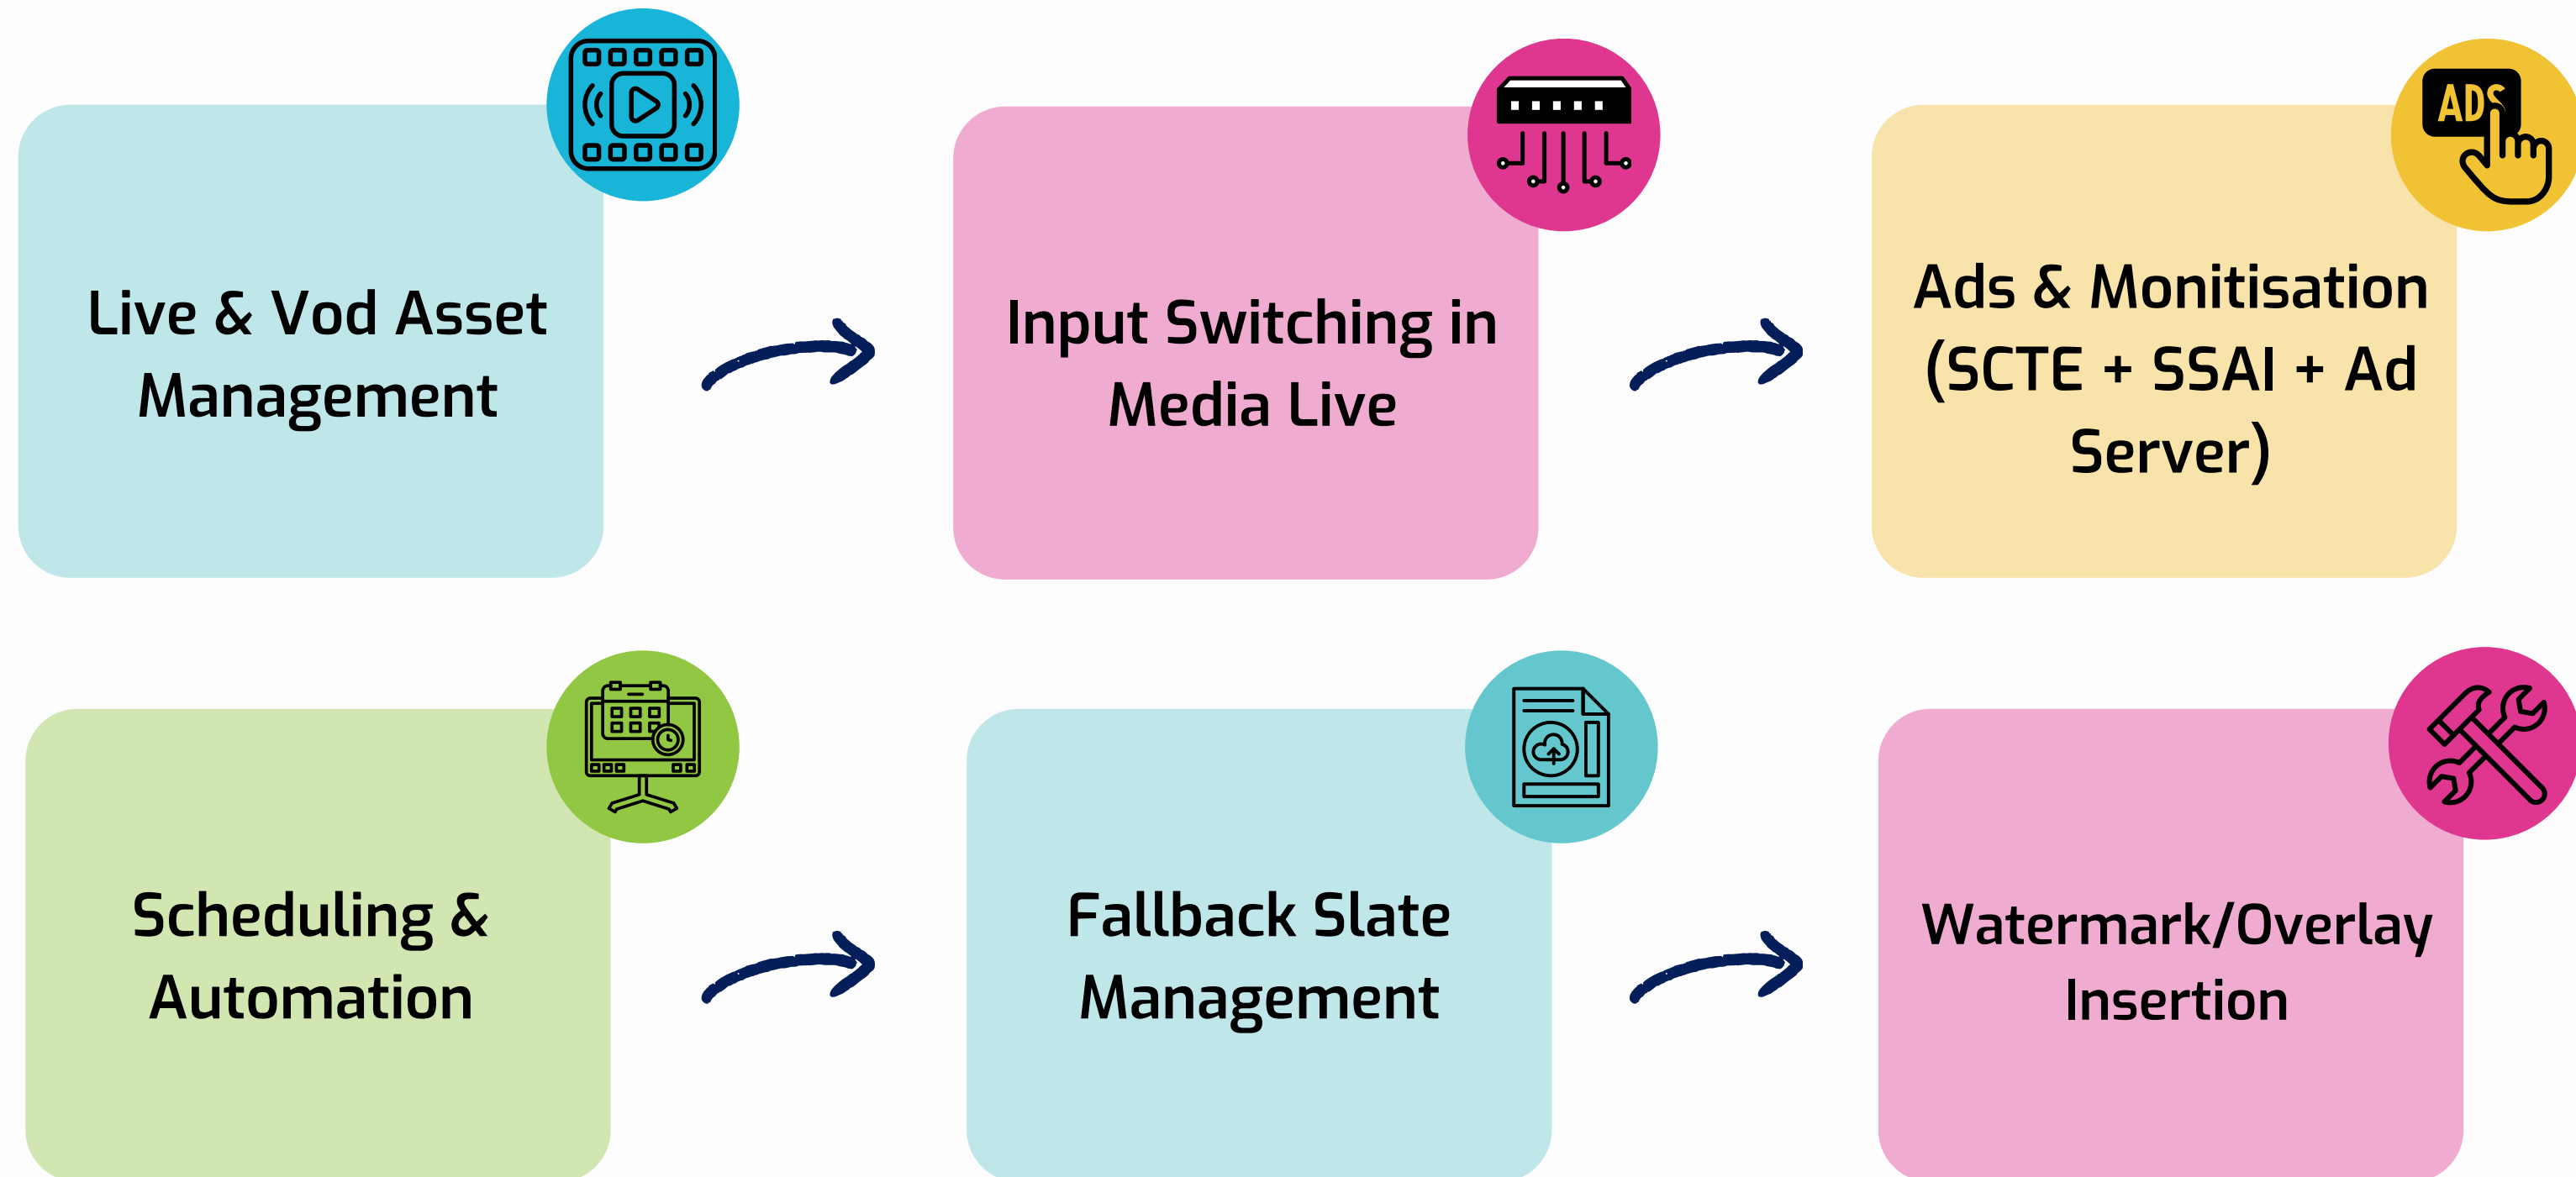 Live & Vod Asset
Management
Input Switching in
Media Live
ADS
Ads & Monitisation
(SCTE + SSAI + Ad
Server)
Scheduling &
Automation
Fallback Slate
Management
Watermark/Overlay
Insertion